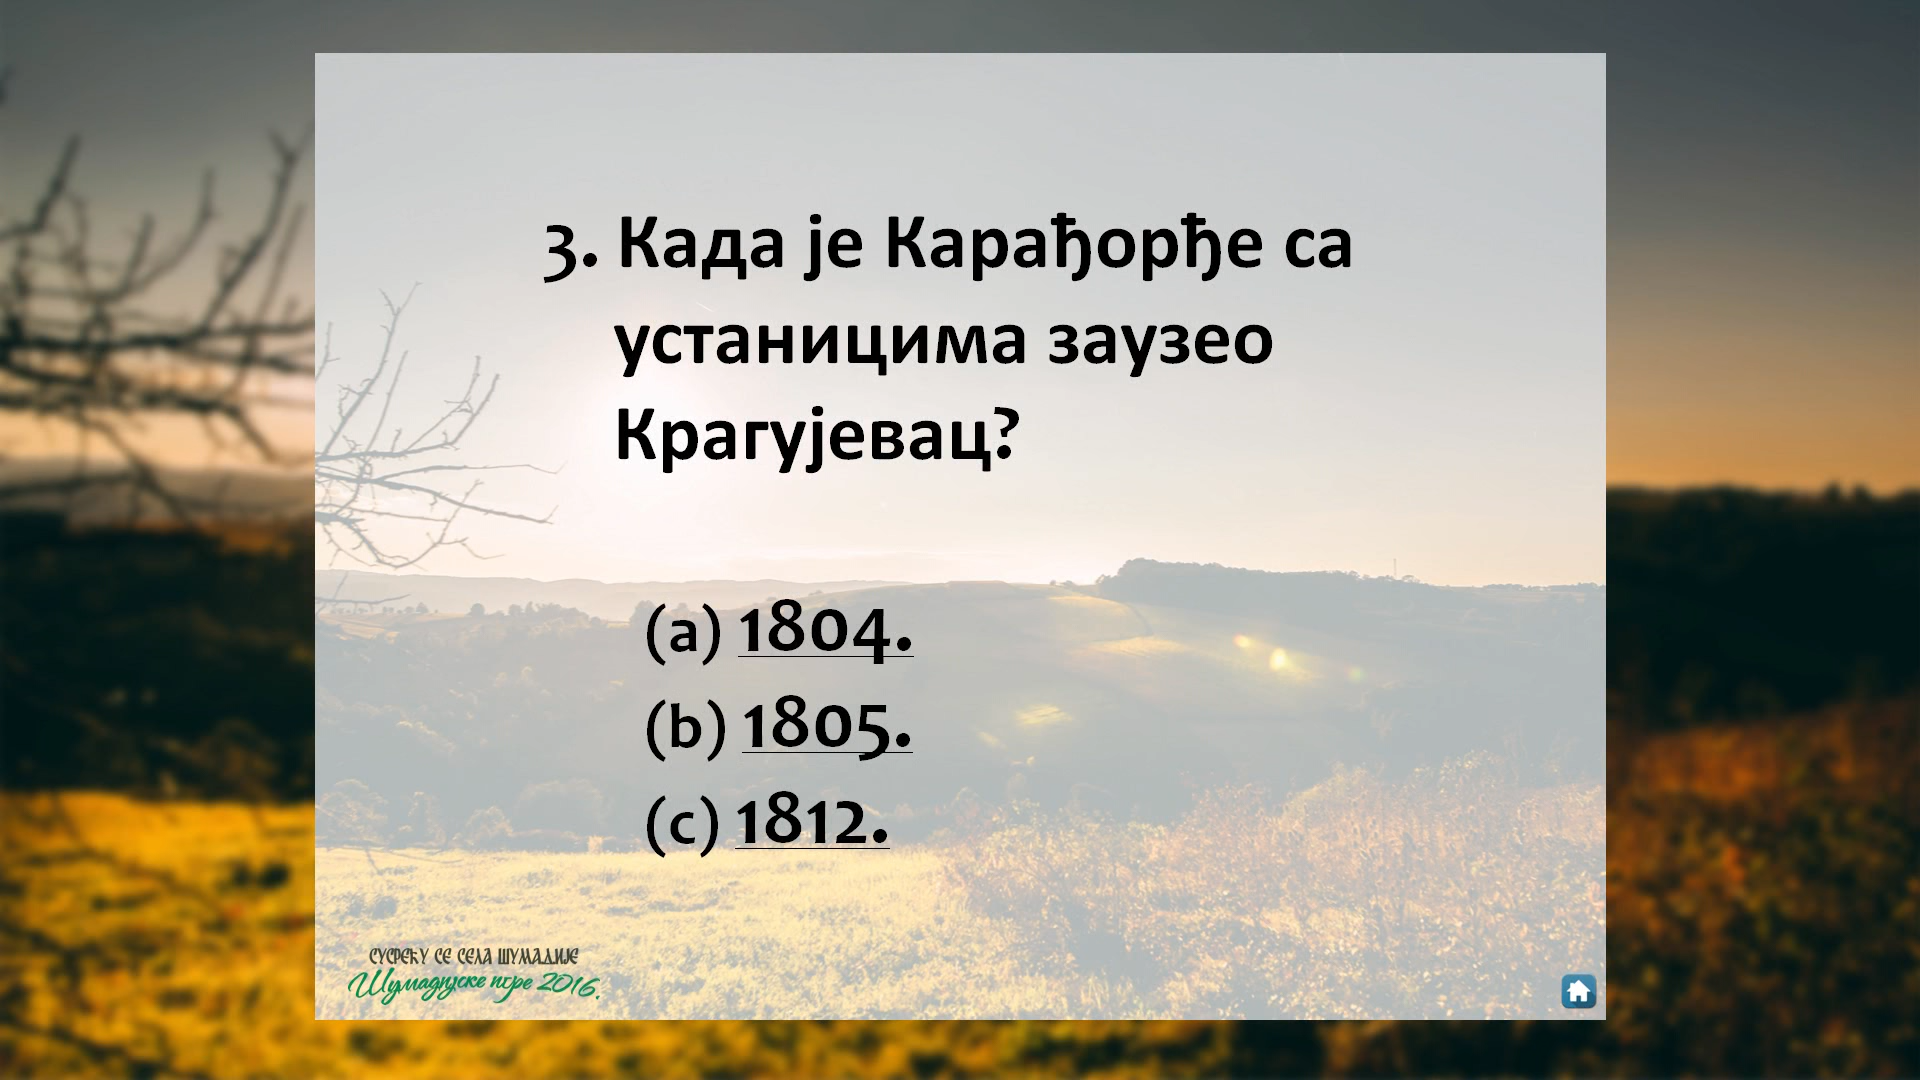 3. Када је Карађорђе са
устаницима заузео
Крагујевац?
(a) 1804.
(b) 1805.
(c) 1812.
СУСРЕЋУ СЕ СЕЛА ШУМАДИЈЕ
Шумадијске игре 2016.